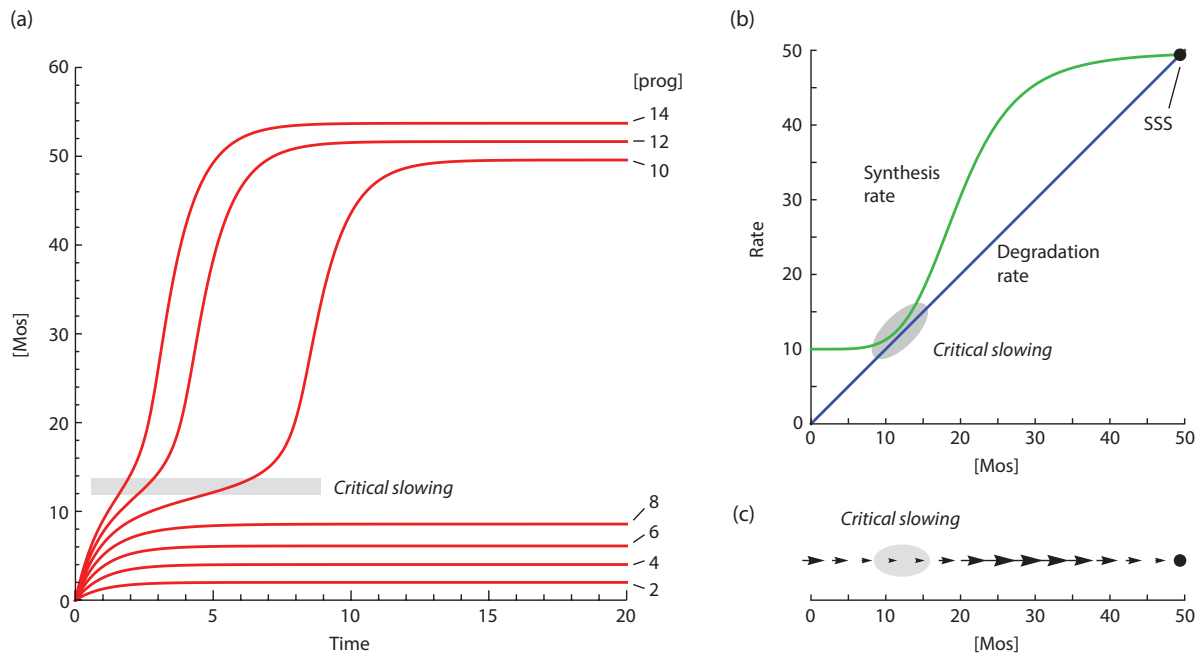 (a)
60
50
40
30
20
10
0
[Mos]
0
5
10
15
20
Time
[prog]
14
12
10
8
6
4
2
Critical slowing
(b)
50
40
30
20
10
0
Rate
Synthesis
rate
Degradation
rate
SSS
Critical slowing
0
10
20
30
40
50
[Mos]
(c)
Critical slowing
0
10
20
30
40
50
[Mos]